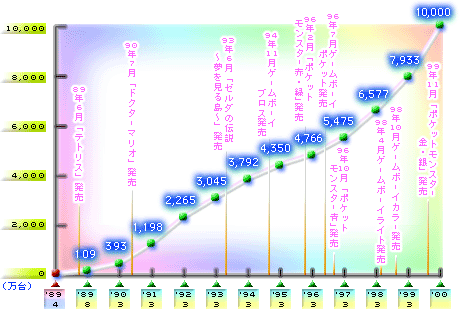 10,000
8,000
6,000
4,000
2,000
0
(万台)
109
393
1,198
2,265
3,045
3,792
4,350
4,766
5,475
6,577
7,933
10,000
89年6月「テトリス」発売
90年7月「ドクターマリオ」発売
93年6月「ゼルダの伝説
～夢を見る島～」発売
94年11月ゲームボーイ
ブロス発売
96年2月「ポケット
モンスター赤・緑」発売
96年7月ゲームボーイ
ポケット発売
96年10月「ポケット
モンスター青」発売
98年4月ゲームボーイライト発売
98年10月ゲームボーイカラー発売
99年11月「ポケットモンスター
金・銀」発売
'89 '89 '90 '91 '92 '93 '94 '95 '96 '97 '98 '99 '00
4 8 3 3 3 3 3 3 3 3 3 3 3